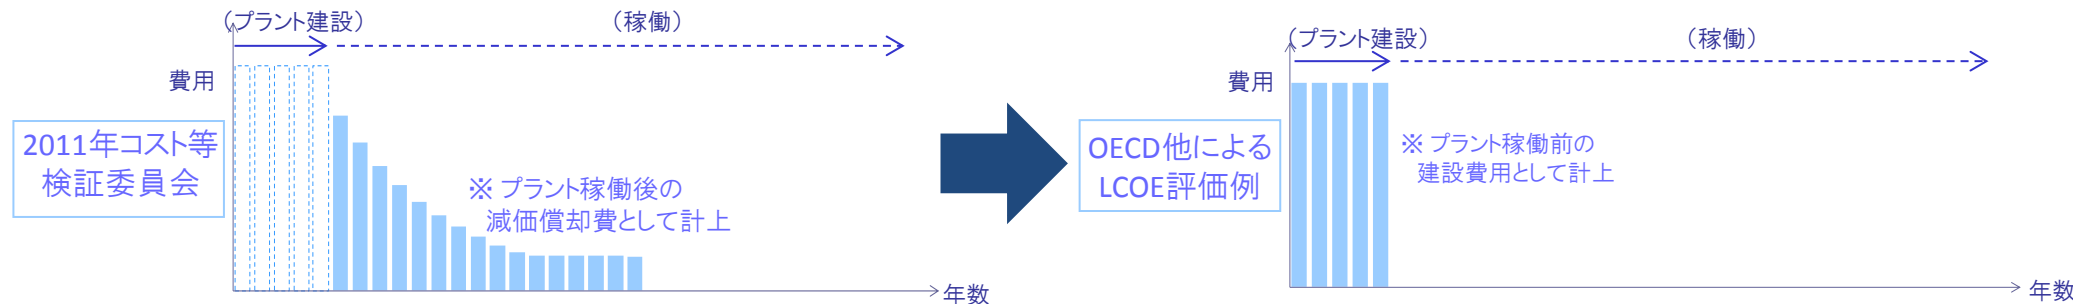 （プラント建設）
（稼働）
費用
2011年コスト等
検証委員会
※ プラント稼働後の
減価償却費として計上
年数
（プラント建設）
（稼働）
費用
OECD他による
LCOE評価例
※ プラント稼働前の
建設費用として計上
年数